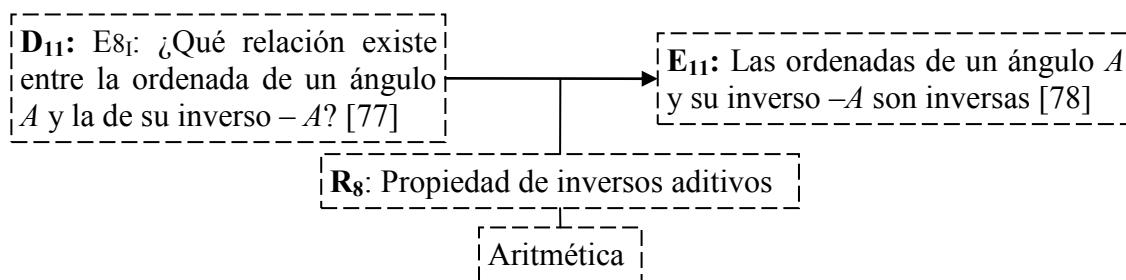 D11: E8I: ¿Qué relación existe
entre la ordenada de un ángulo
A y la de su inverso – A? [77]
E11: Las ordenadas de un ángulo A
y su inverso –A son inversas [78]
R8: Propiedad de inversos aditivos
Aritmética